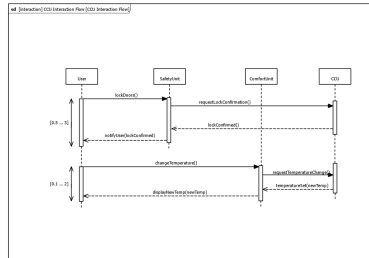 sd [interaction] CCU Interaction Flow [CCU Interaction Flow]
User
SafetyUnit
ComfortUnit
CCU
lockDoors()
requestLockConfirmation()
lockConfirmed()
[0.5 ... 3]
notifyUser(lockConfirmed)
changeTemperature()
requestTemperatureChange()
[0.1 ... 2]
temperatureSet(newTemp)
displayNewTemp(newTemp)